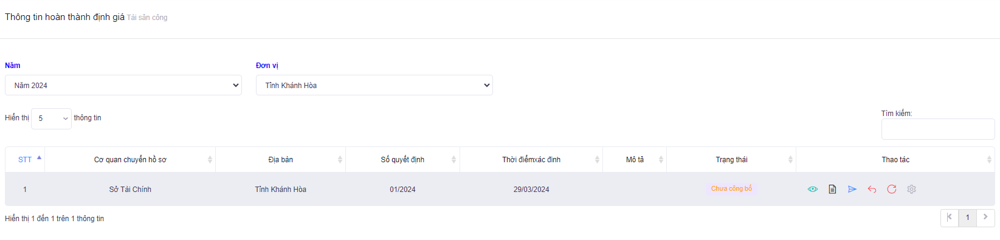 Thông tin hoàn thành định giá Tài sản công
Năm Đơn vị
Năm 2024 Tỉnh Khánh Hòa
Hiển thị 5 thông tin
Tìm kiếm:
STT Cơ quan chuyển hồ sơ Địa bàn Số quyết định Thời điểmxác đinh Mô tả Trạng thái Thao tác
1 Sở Tài Chính Tỉnh Khánh Hòa 01/2024 29/03/2024 Chưa công bố
Hiển thị 1 đến 1 trên 1 thông tin
1